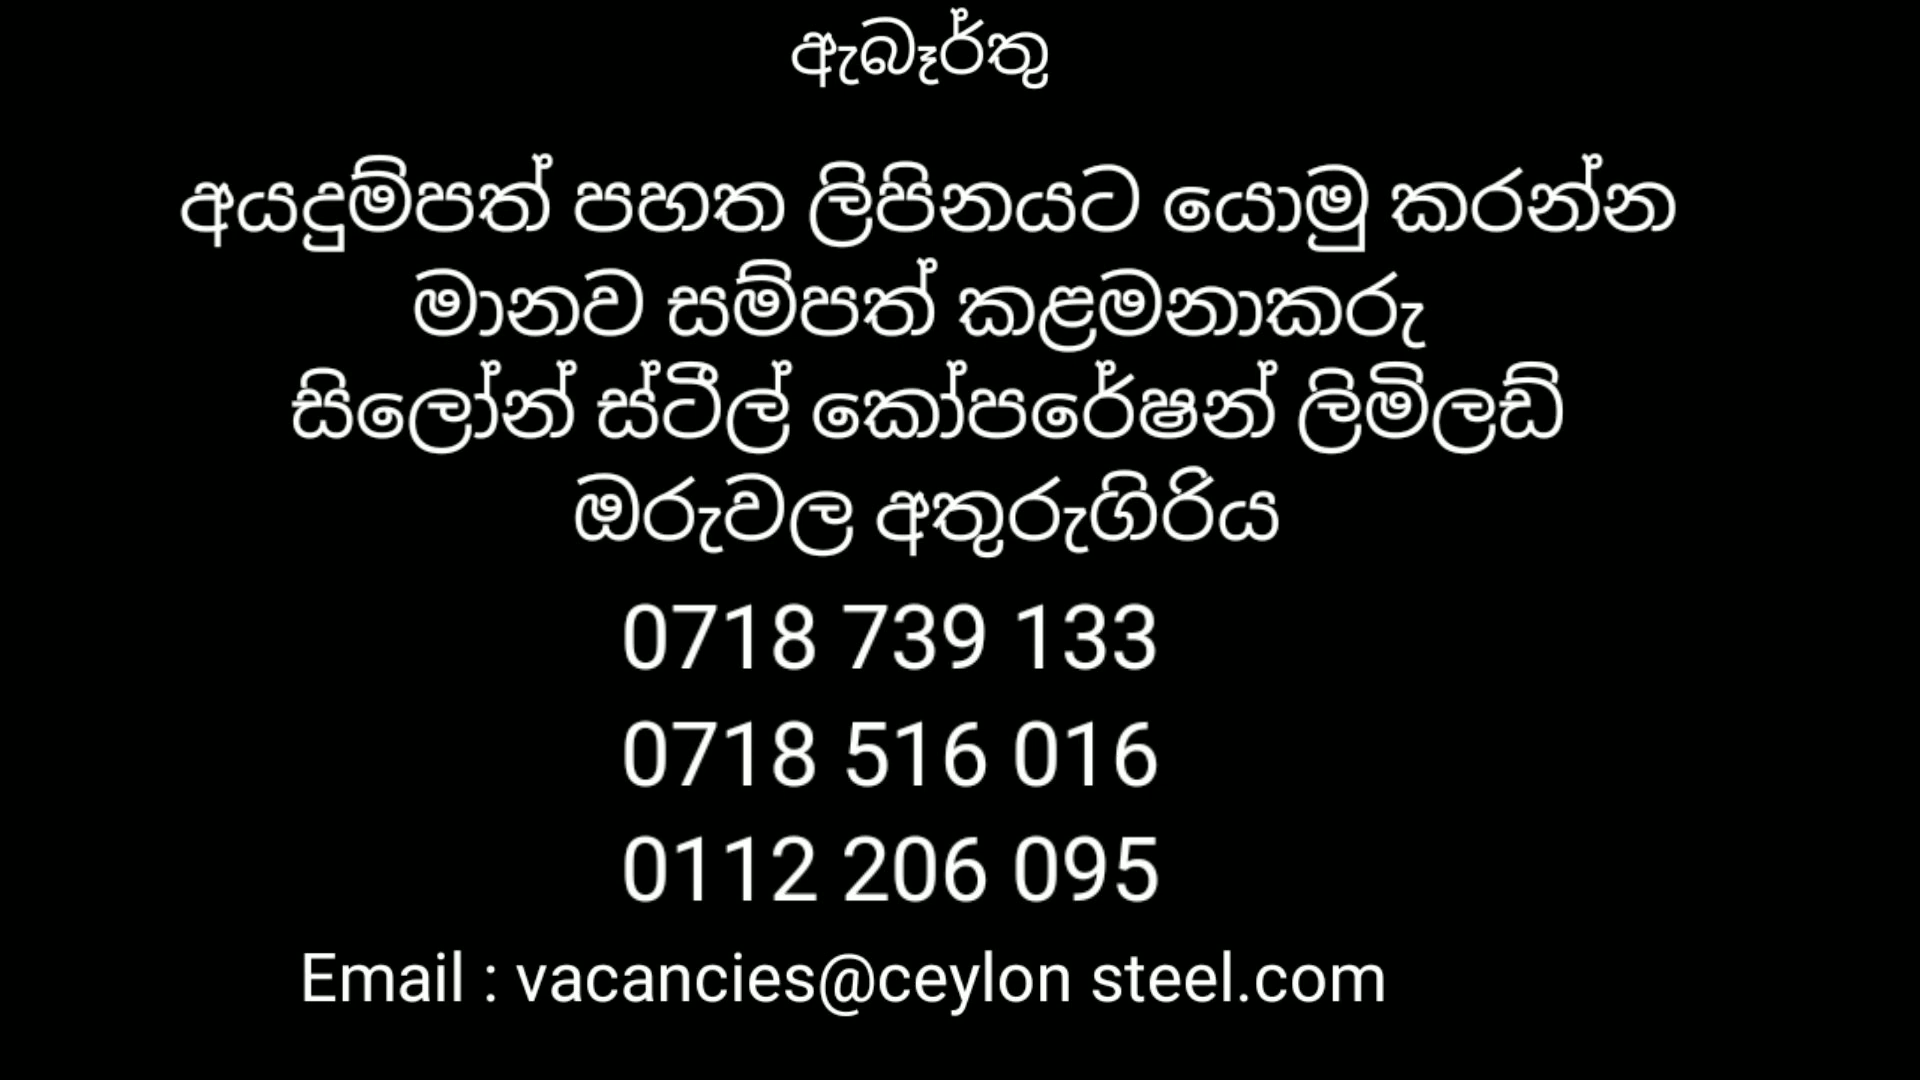 ඇබෑර්තු
අයදුම්පත් පහත ලිපිනයට යොමු කරන්න
මානව සම්පත් කළමනාකරු
සිලෝන් ස්ටීල් කෝපරේෂන් ලිමිලඩ්
ඔරුවල අතුරුගිරිය
0718 739 133
0718 516 016
0112 206 095
Email : vacancies@ceylon steel.com